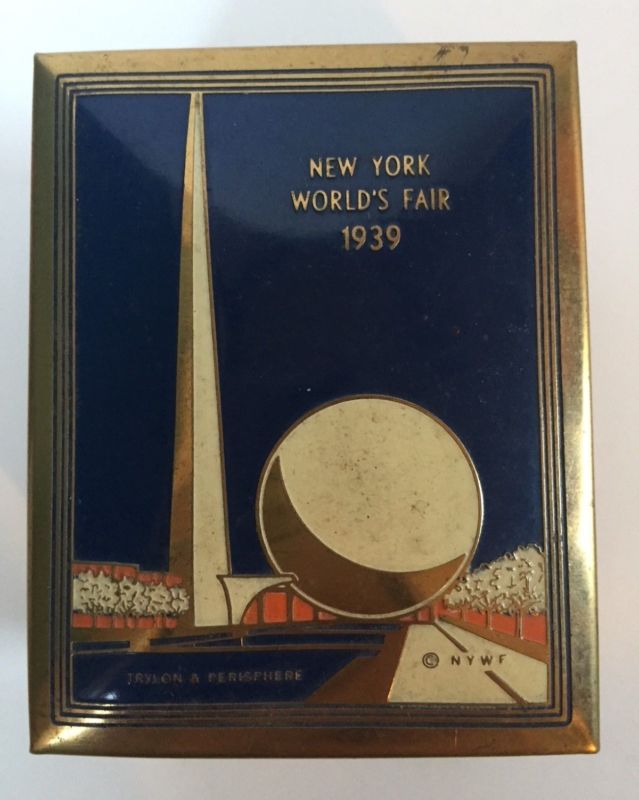 NEW YORK
WORLD'S FAIR
1939
TRYLON & PERISPHERE
© NYWF